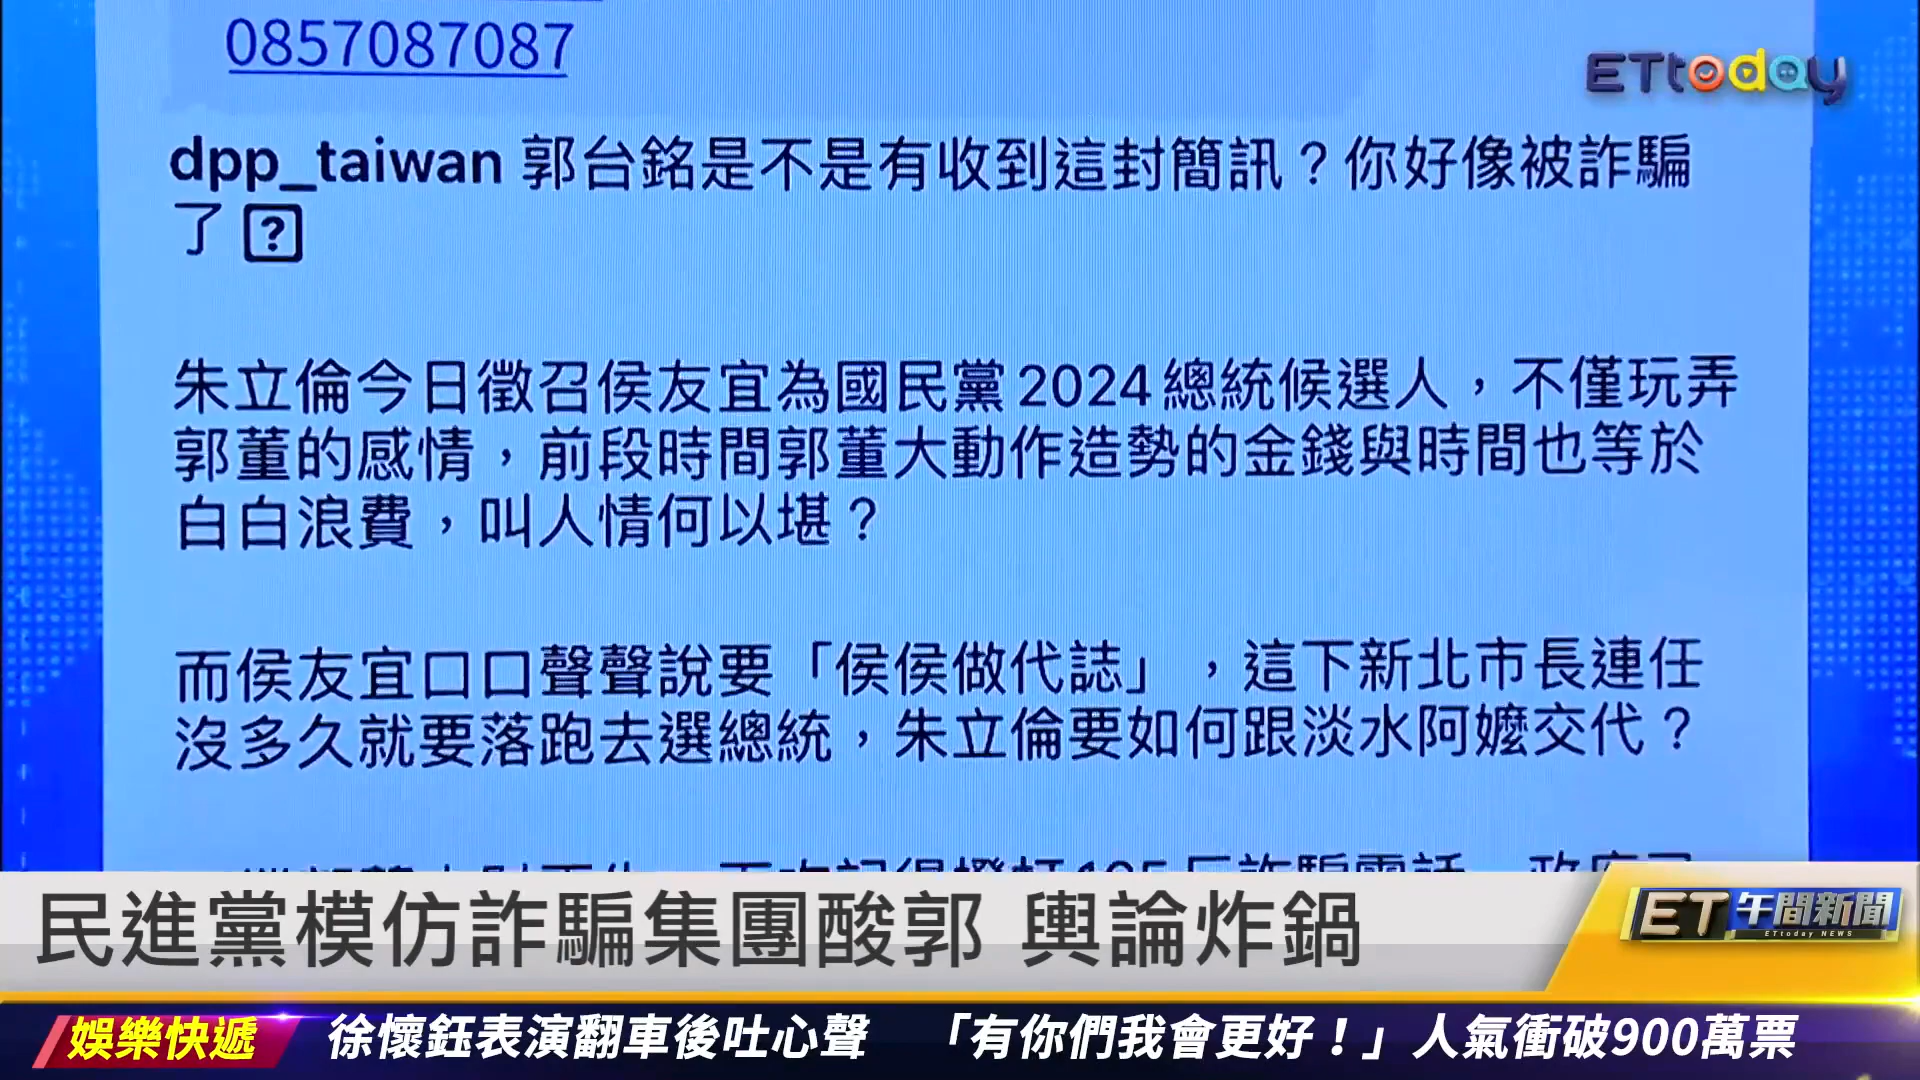 0857087087
ETtoday
dpp_taiwan 郭台銘是不是有收到這封簡訊？你好像被詐騙
了
朱立倫今日徵召侯友宜為國民黨2024總統候選人，不僅玩弄
郭董的感情，前段時間郭董大動作造勢的金錢與時間也等於
白白浪費，叫人情何以堪？
而侯友宜口口聲聲說要「侯侯做代誌」，這下新北市長連任
沒多久就要落跑去選總統，朱立倫要如何跟淡水阿嬤交代？
民進黨模仿詐騙集團酸郭 輿論炸鍋
ET午間新聞
ETtoday NEWS
娛樂快遞 徐懷鈺表演翻車後吐心聲 「有你們我會更好！」人氣衝破900萬票